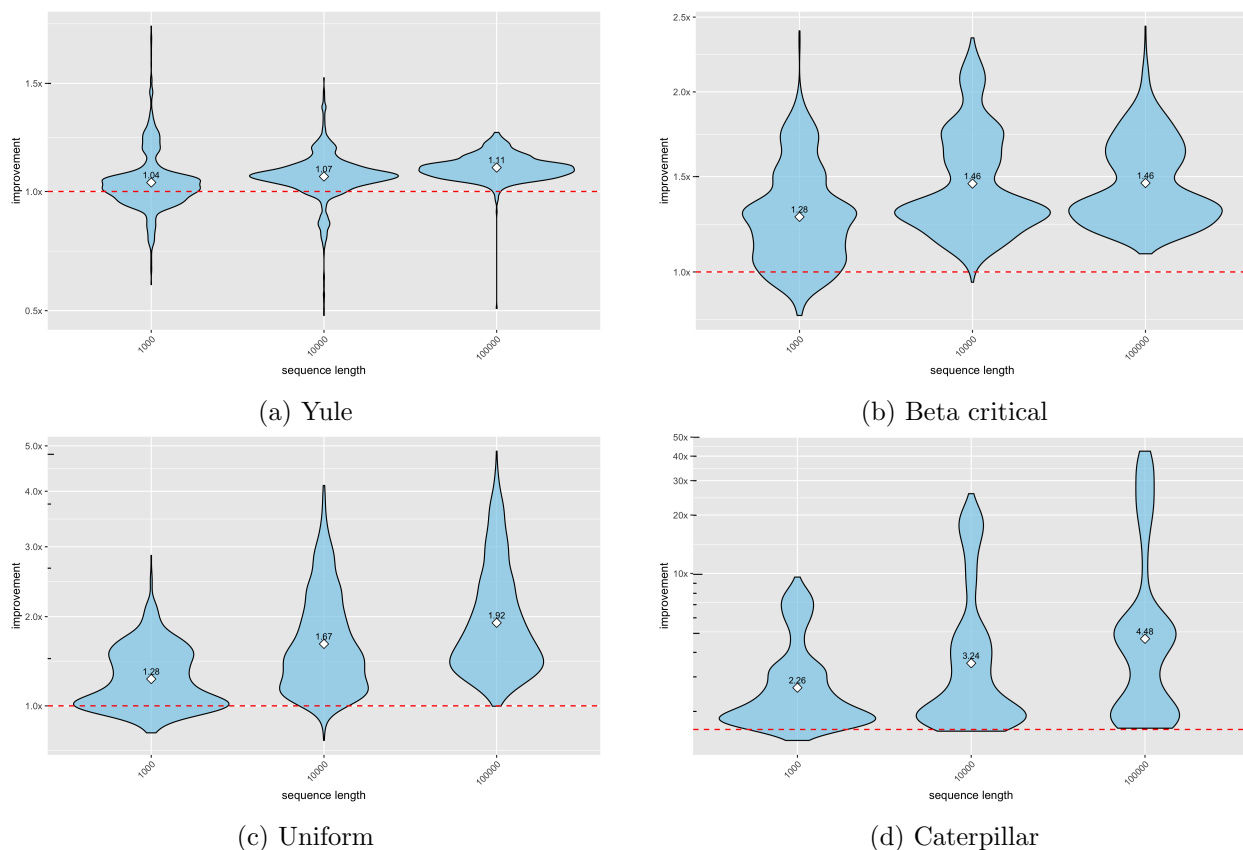 1.5x
1.0x
0.5x
improvement
1.04
1.07
1.11
1000
10000
100000
sequence length
(a) Yule
2.5x
2.0x
1.5x
1.0x
improvement
1.28
1.46
1.46
1000
10000
100000
sequence length
(b) Beta critical
5.0x
4.0x
3.0x
2.0x
1.0x
improvement
1.28
1.67
1.92
1000
10000
100000
sequence length
(c) Uniform
50x
40x
30x
20x
10x
improvement
2.26
3.24
4.48
1000
10000
100000
sequence length
(d) Caterpillar